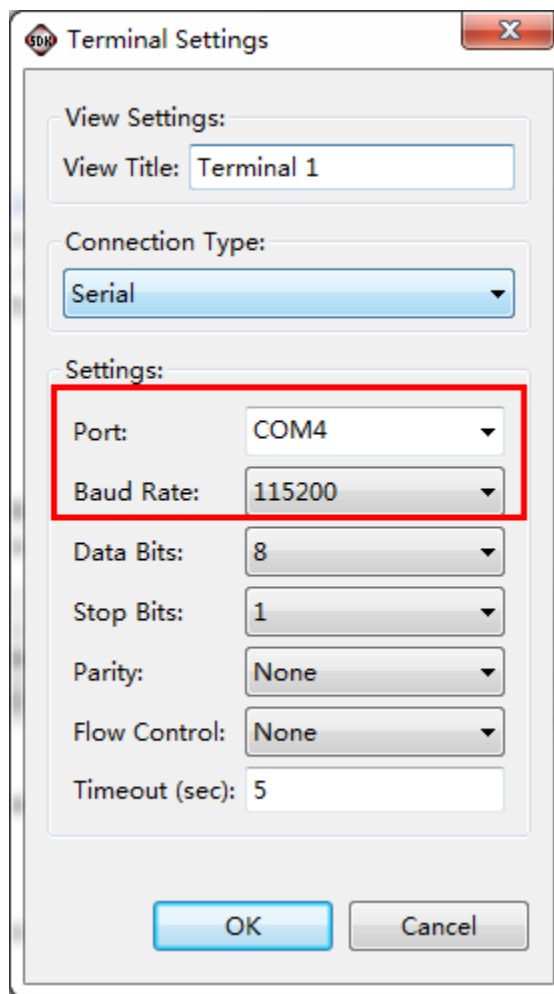 SDK Terminal Settings
View Settings:
View Title: Terminal 1
Connection Type:
Serial
Settings:
Port: COM4
Baud Rate: 115200
Data Bits: 8
Stop Bits: 1
Parity: None
Flow Control: None
Timeout (sec): 5
OK Cancel